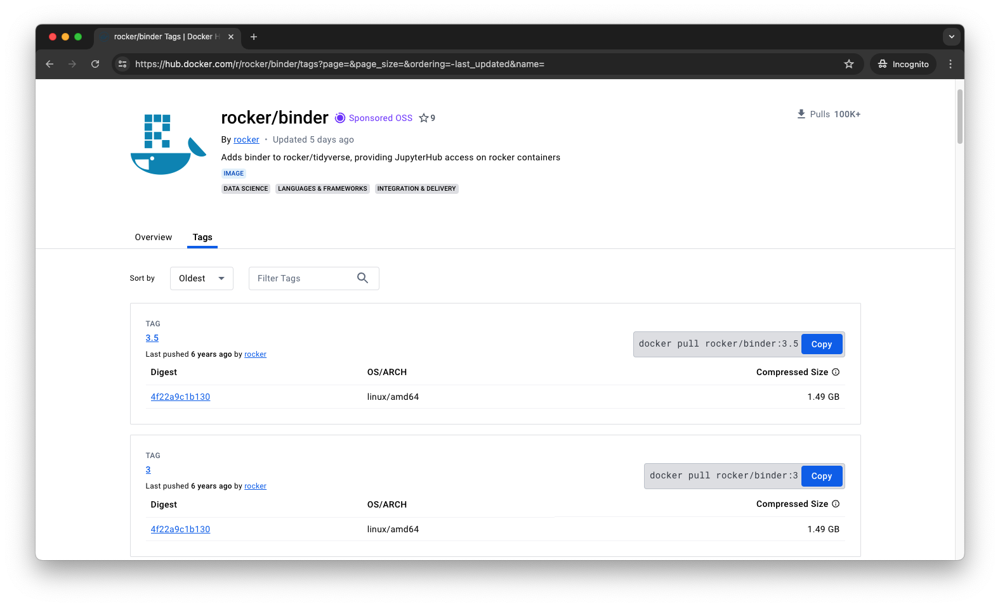 rocker/binder Tags | Docker H
https://hub.docker.com/r/rocker/binder/tags?page=&page_size=&ordering=-last_updated&name=
Incognito
rocker/binder Sponsored OSS 9
Pulls 100K+
By rocker • Updated 5 days ago
Adds binder to rocker/tidyverse, providing JupyterHub access on rocker containers
IMAGE
DATA SCIENCE LANGUAGES & FRAMEWORKS INTEGRATION & DELIVERY
Overview Tags
Sort by Oldest Filter Tags
TAG
3.5
docker pull rocker/binder:3.5 Copy
Last pushed 6 years ago by rocker
Digest OS/ARCH Compressed Size
4f22a9c1b130 linux/amd64 1.49 GB
TAG
3
docker pull rocker/binder:3 Copy
Last pushed 6 years ago by rocker
Digest OS/ARCH Compressed Size
4f22a9c1b130 linux/amd64 1.49 GB